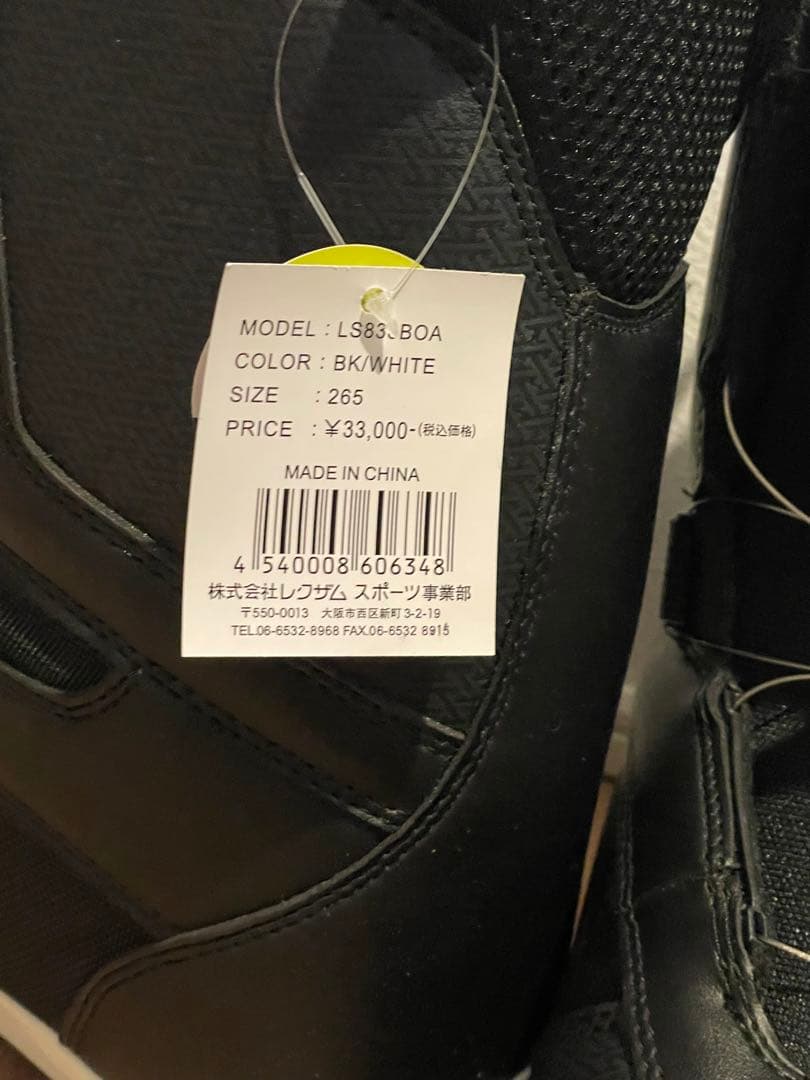 COLOR : BK/WHITE
MODEL :
SIZE : 265
PRICE : ¥33,000-(税込価格)
MADE IN CHINA
4 540008 606348
株式会社レクザム スポーツ事業部
〒550-0013 大阪市西区新町3-2-19
TEL.06-6532-8968 FAX.06-6532 8915